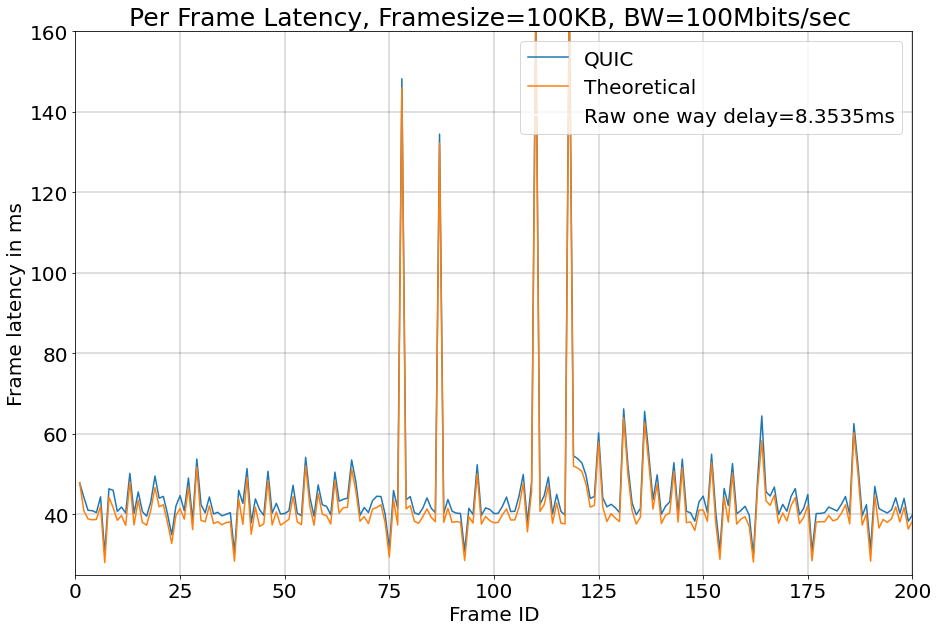 Per Frame Latency, Framesize=100KB, BW=100Mbits/sec
160
140
120
100
80
60
40
Frame latency in ms
QUIC
Theoretical
Raw one way delay=8.3535ms
0 25 50 75 100 125 150 175 200
Frame ID